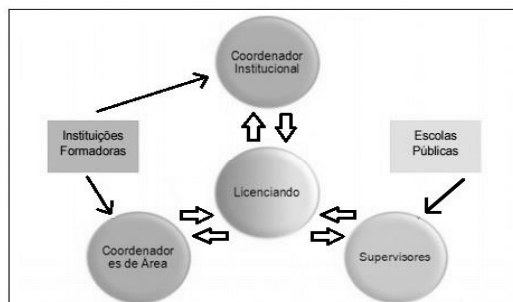 Coordenador
Institucional
Instituições
Formadoras
Escolas
Públicas
Licenciando
Coordenador
es de Área
Supervisores